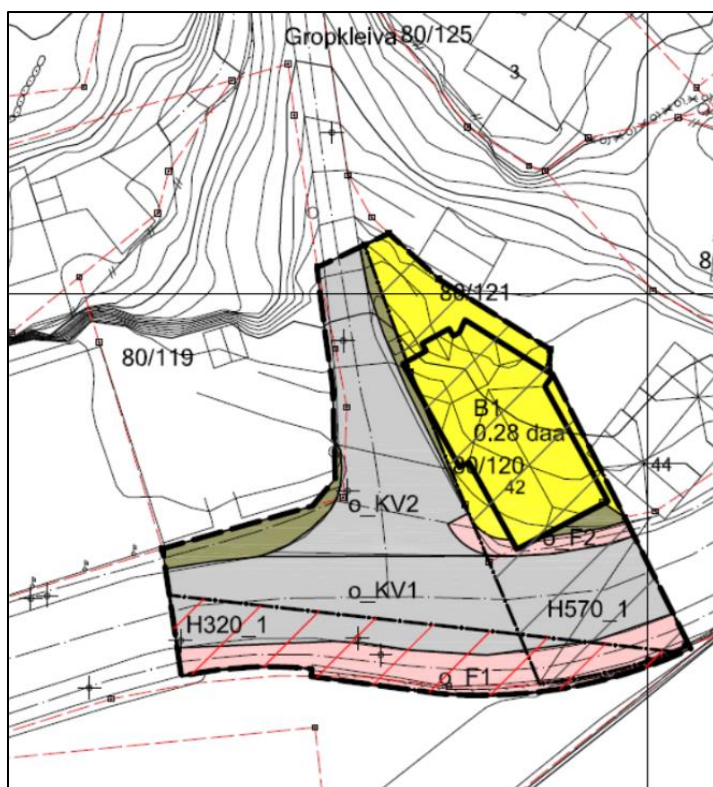 Gropkleiva 80/125
3
80/121
80/119
B1
0.28 daa
80/120
42
44
o_KV2
o_F2
o_KV1
H570_1
H320_1
o_F1